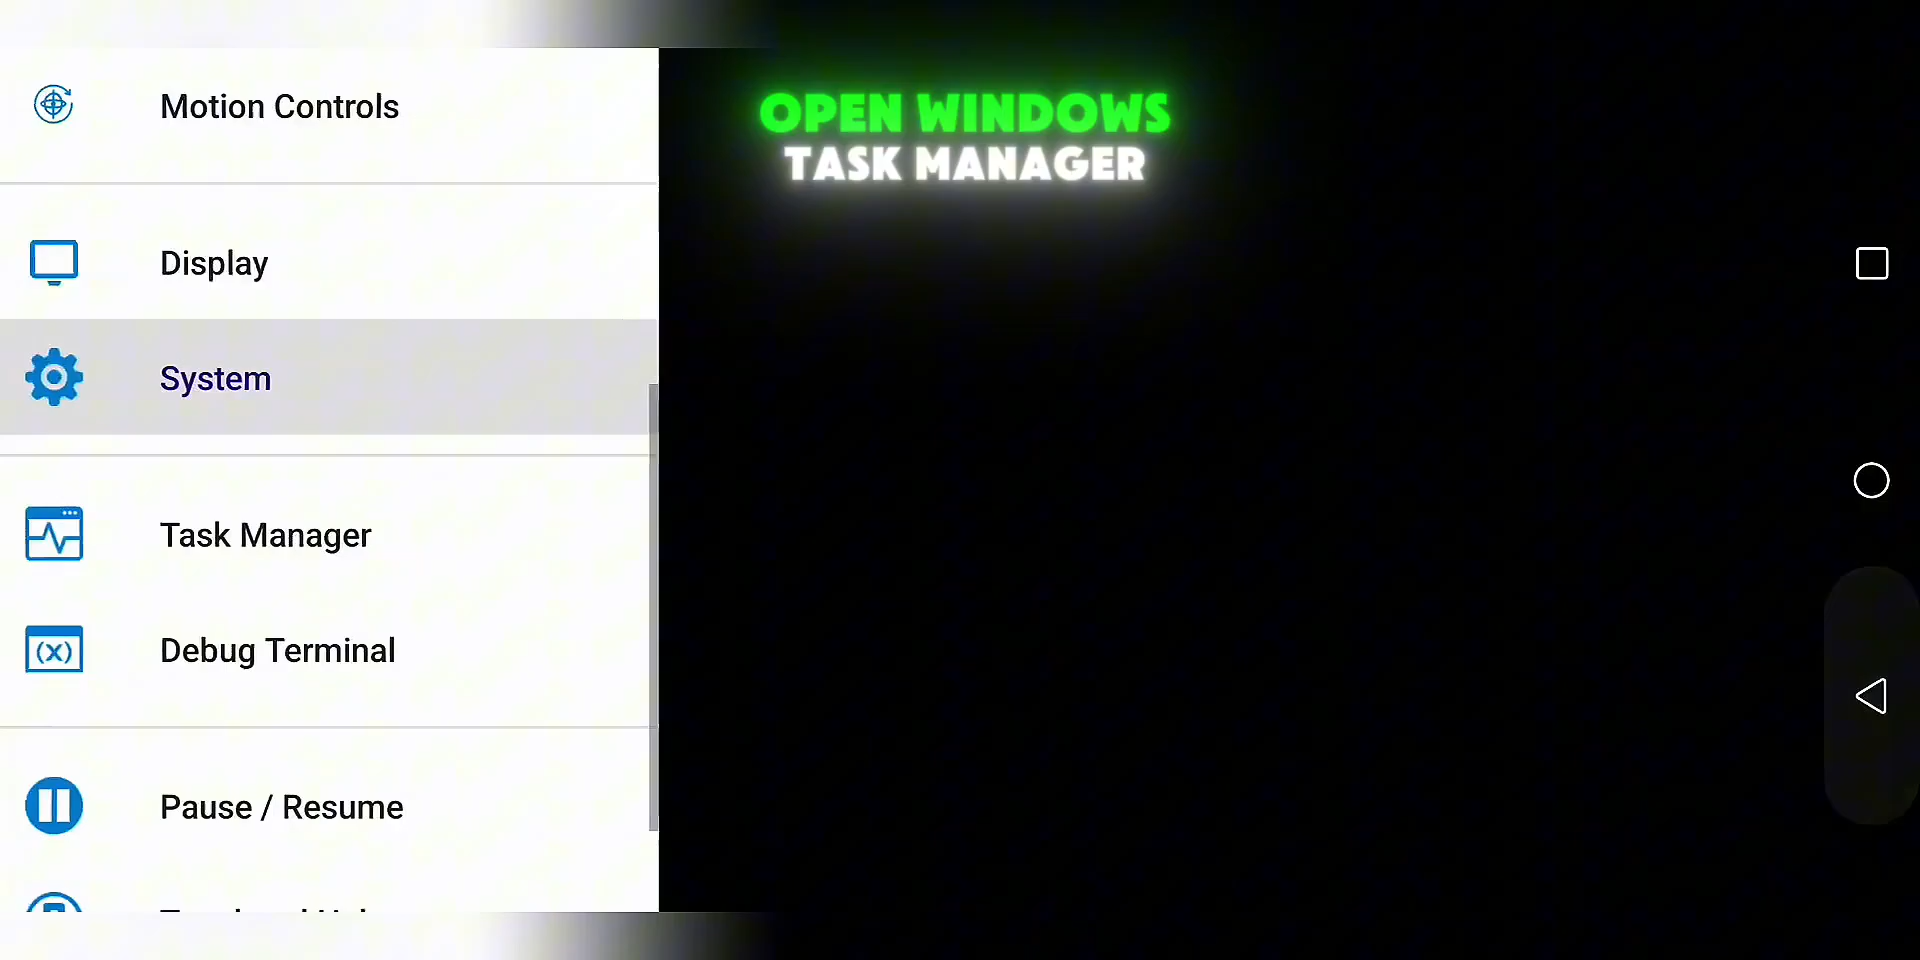 Motion Controls
OPEN WINDOWS
TASK MANAGER
Display
System
Task Manager
(x)
Debug Terminal
Pause / Resume